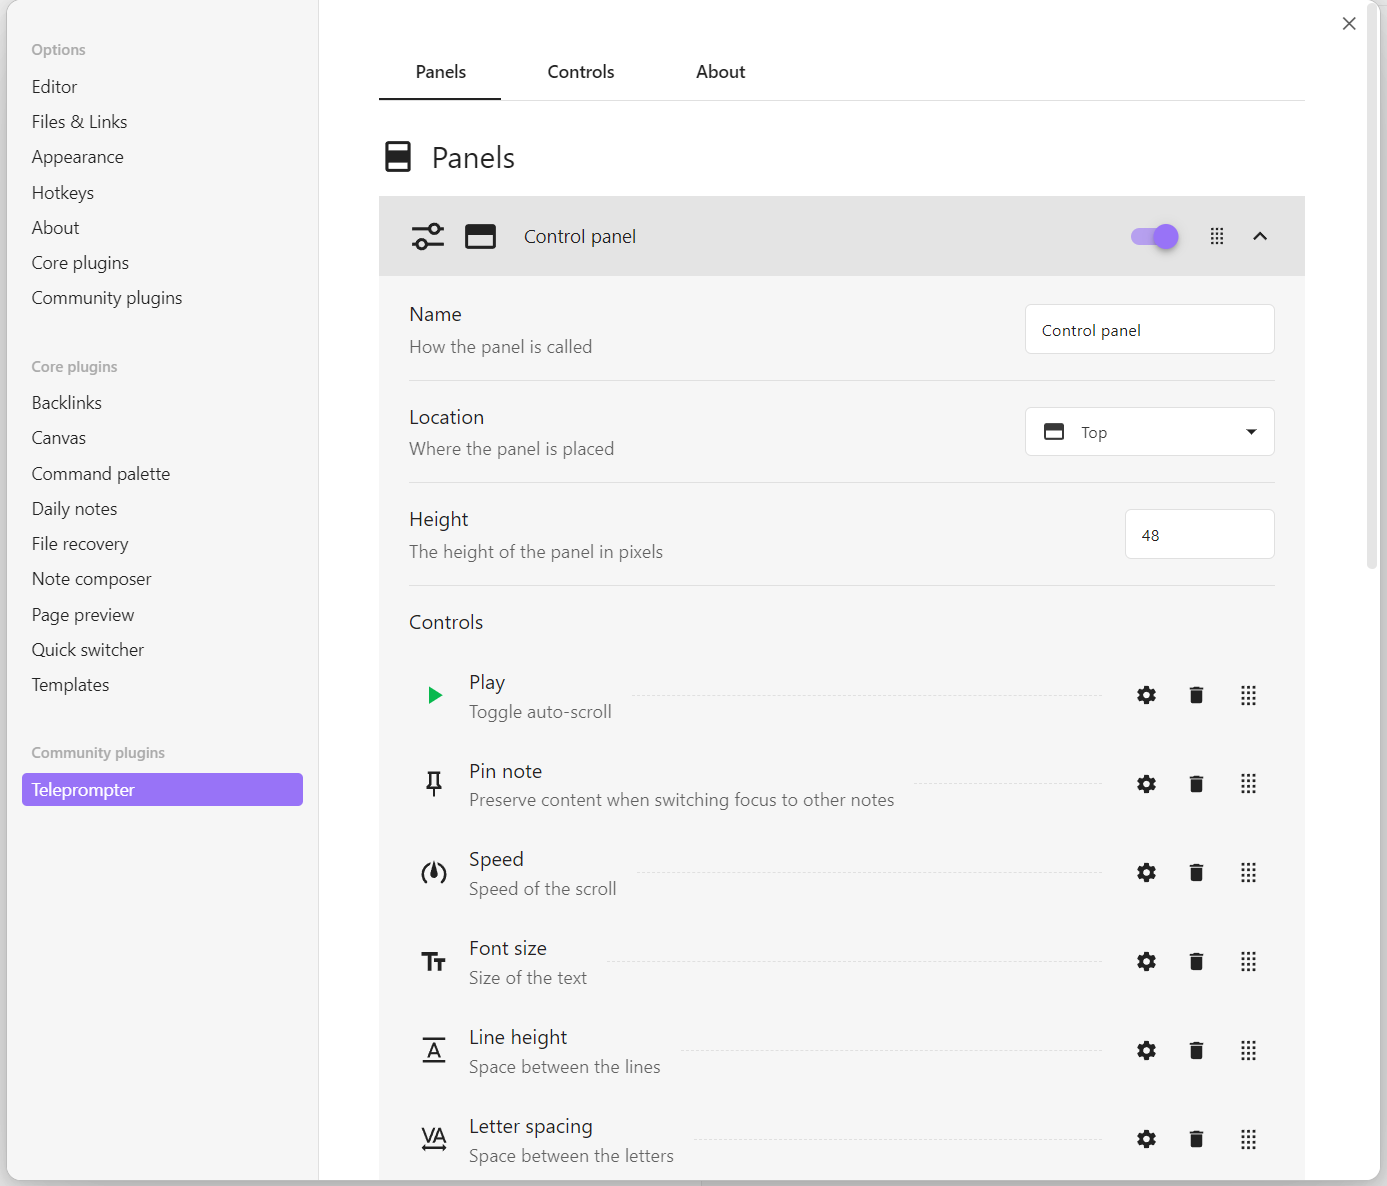 Options
Editor
Files & Links
Appearance
Hotkeys
About
Core plugins
Community plugins
Core plugins
Backlinks
Canvas
Command palette
Daily notes
File recovery
Note composer
Page preview
Quick switcher
Templates
Community plugins
Teleprompter
Panels Controls About
Panels
Control panel
Name
How the panel is called
Control panel
Location
Where the panel is placed
Top
Height
The height of the panel in pixels
48
Controls
Play
Toggle auto-scroll
Pin note
Preserve content when switching focus to other notes
Speed
Speed of the scroll
Font size
Size of the text
Line height
Space between the lines
Letter spacing
Space between the letters